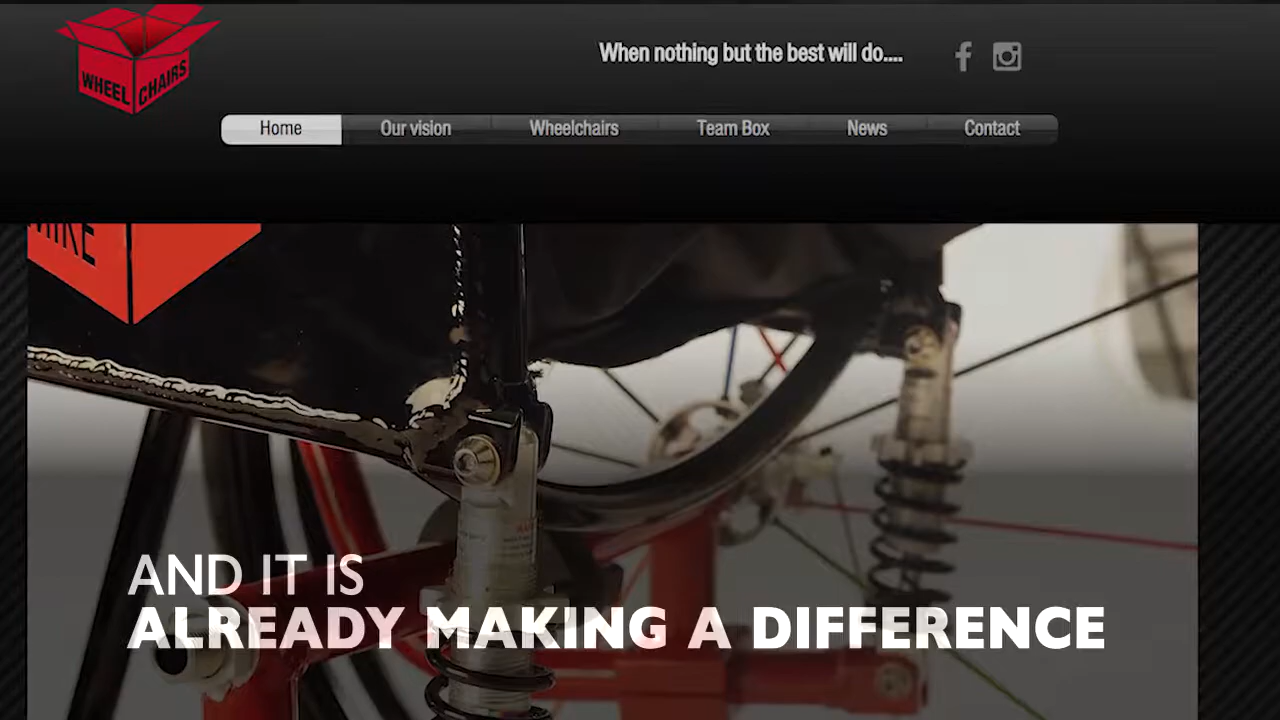 WHEEL CHAIRS
When nothing but the best will do....
Home Our vision Wheelchairs Team Box News Contact
AND IT IS
ALREADY MAKING A DIFFERENCE